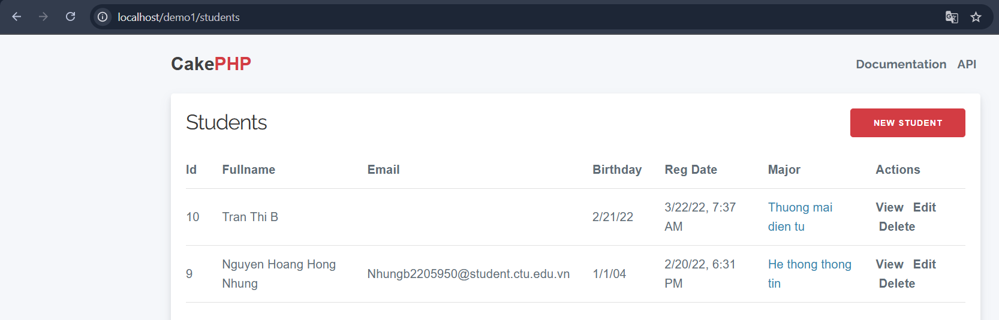 localhost/demo1/students
CakePHP
Documentation API
Students
NEW STUDENT
Id Fullname Email Birthday Reg Date Major Actions
10 Tran Thi B 2/21/22 3/22/22, 7:37 AM Thuong mai dien tu View Edit Delete
9 Nguyen Hoang Hong Nhung Nhungb2205950@student.ctu.edu.vn 1/1/04 2/20/22, 6:31 PM He thong thong tin View Edit Delete